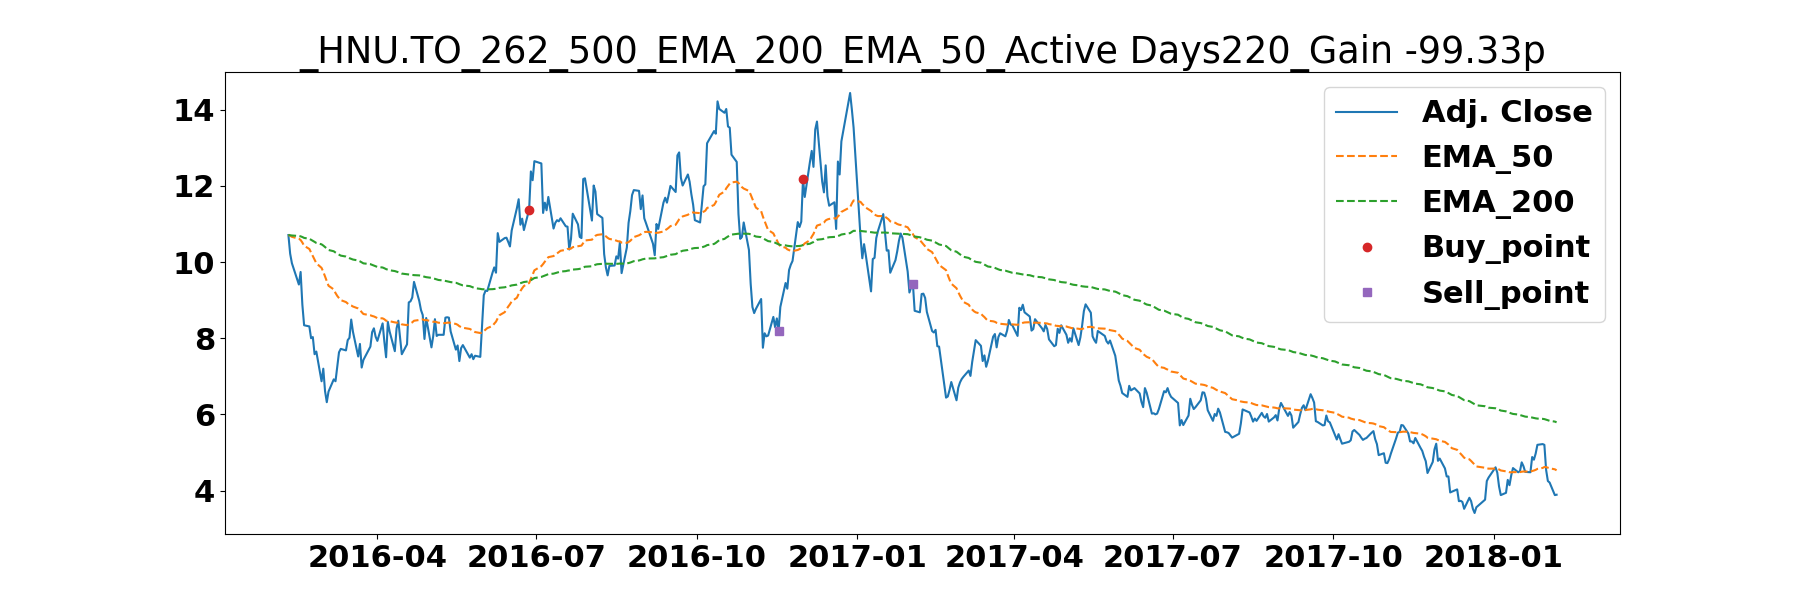 _HNU.TO_262_500_EMA_200_EMA_50_Active Days220_Gain -99.33p
14
12
10
8
6
4
Adj. Close
EMA_50
EMA_200
Buy_point
Sell_point
2016-04 2016-07 2016-10 2017-01 2017-04 2017-07 2017-10 2018-01